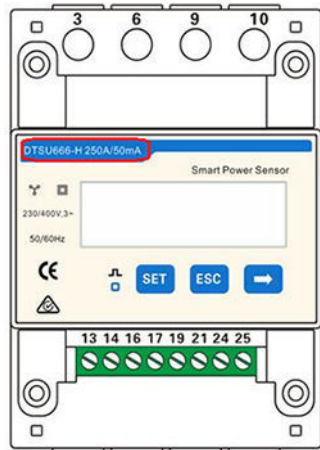 3 6 9 10
DTSU666-H 250A/50mA
Smart Power Sensor
230/400V,3~
50/60Hz
CE
SET ESC
13 14 16 17 19 21 24 25